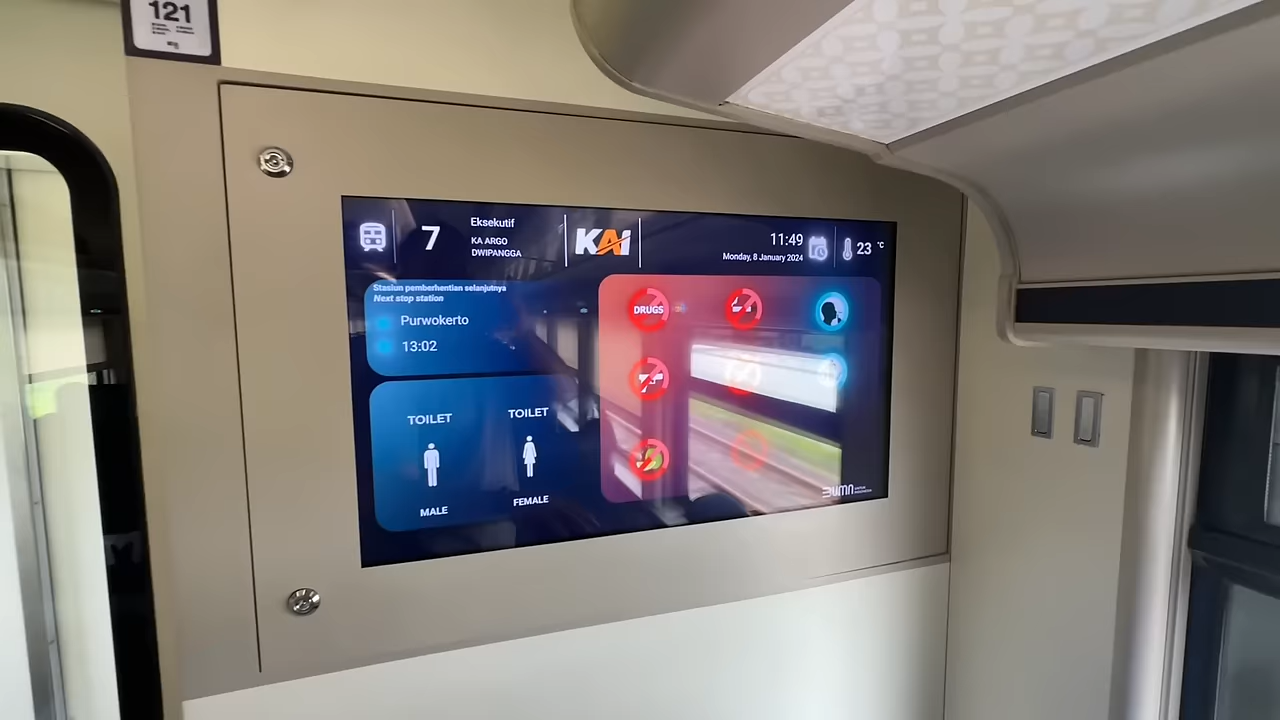 121
7
Eksekutif
KA ARGO
DWIPANGGA
KAI
11:49
Monday, 8 January 2024
23 °C
Stasiun pemberhentian selanjutnya
Next stop station
Purwokerto
13:02
DRUGS
TOILET
TOILET
MALE
FEMALE
BUMN